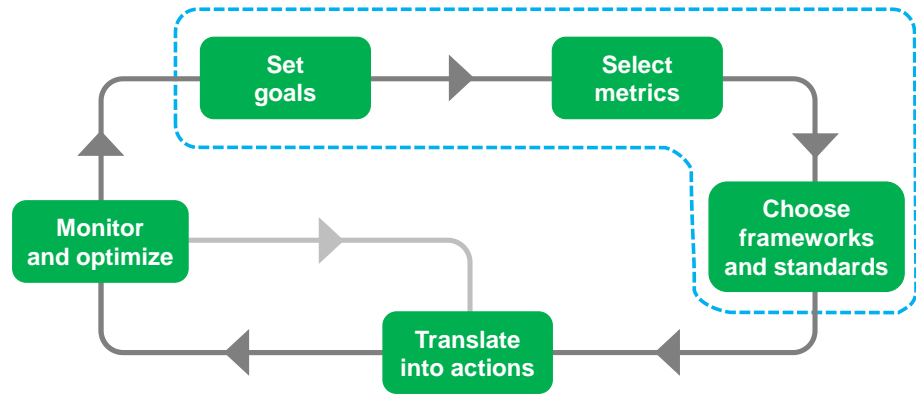 Set
goals
Select
metrics
Choose
frameworks
and standards
Monitor
and optimize
Translate
into actions